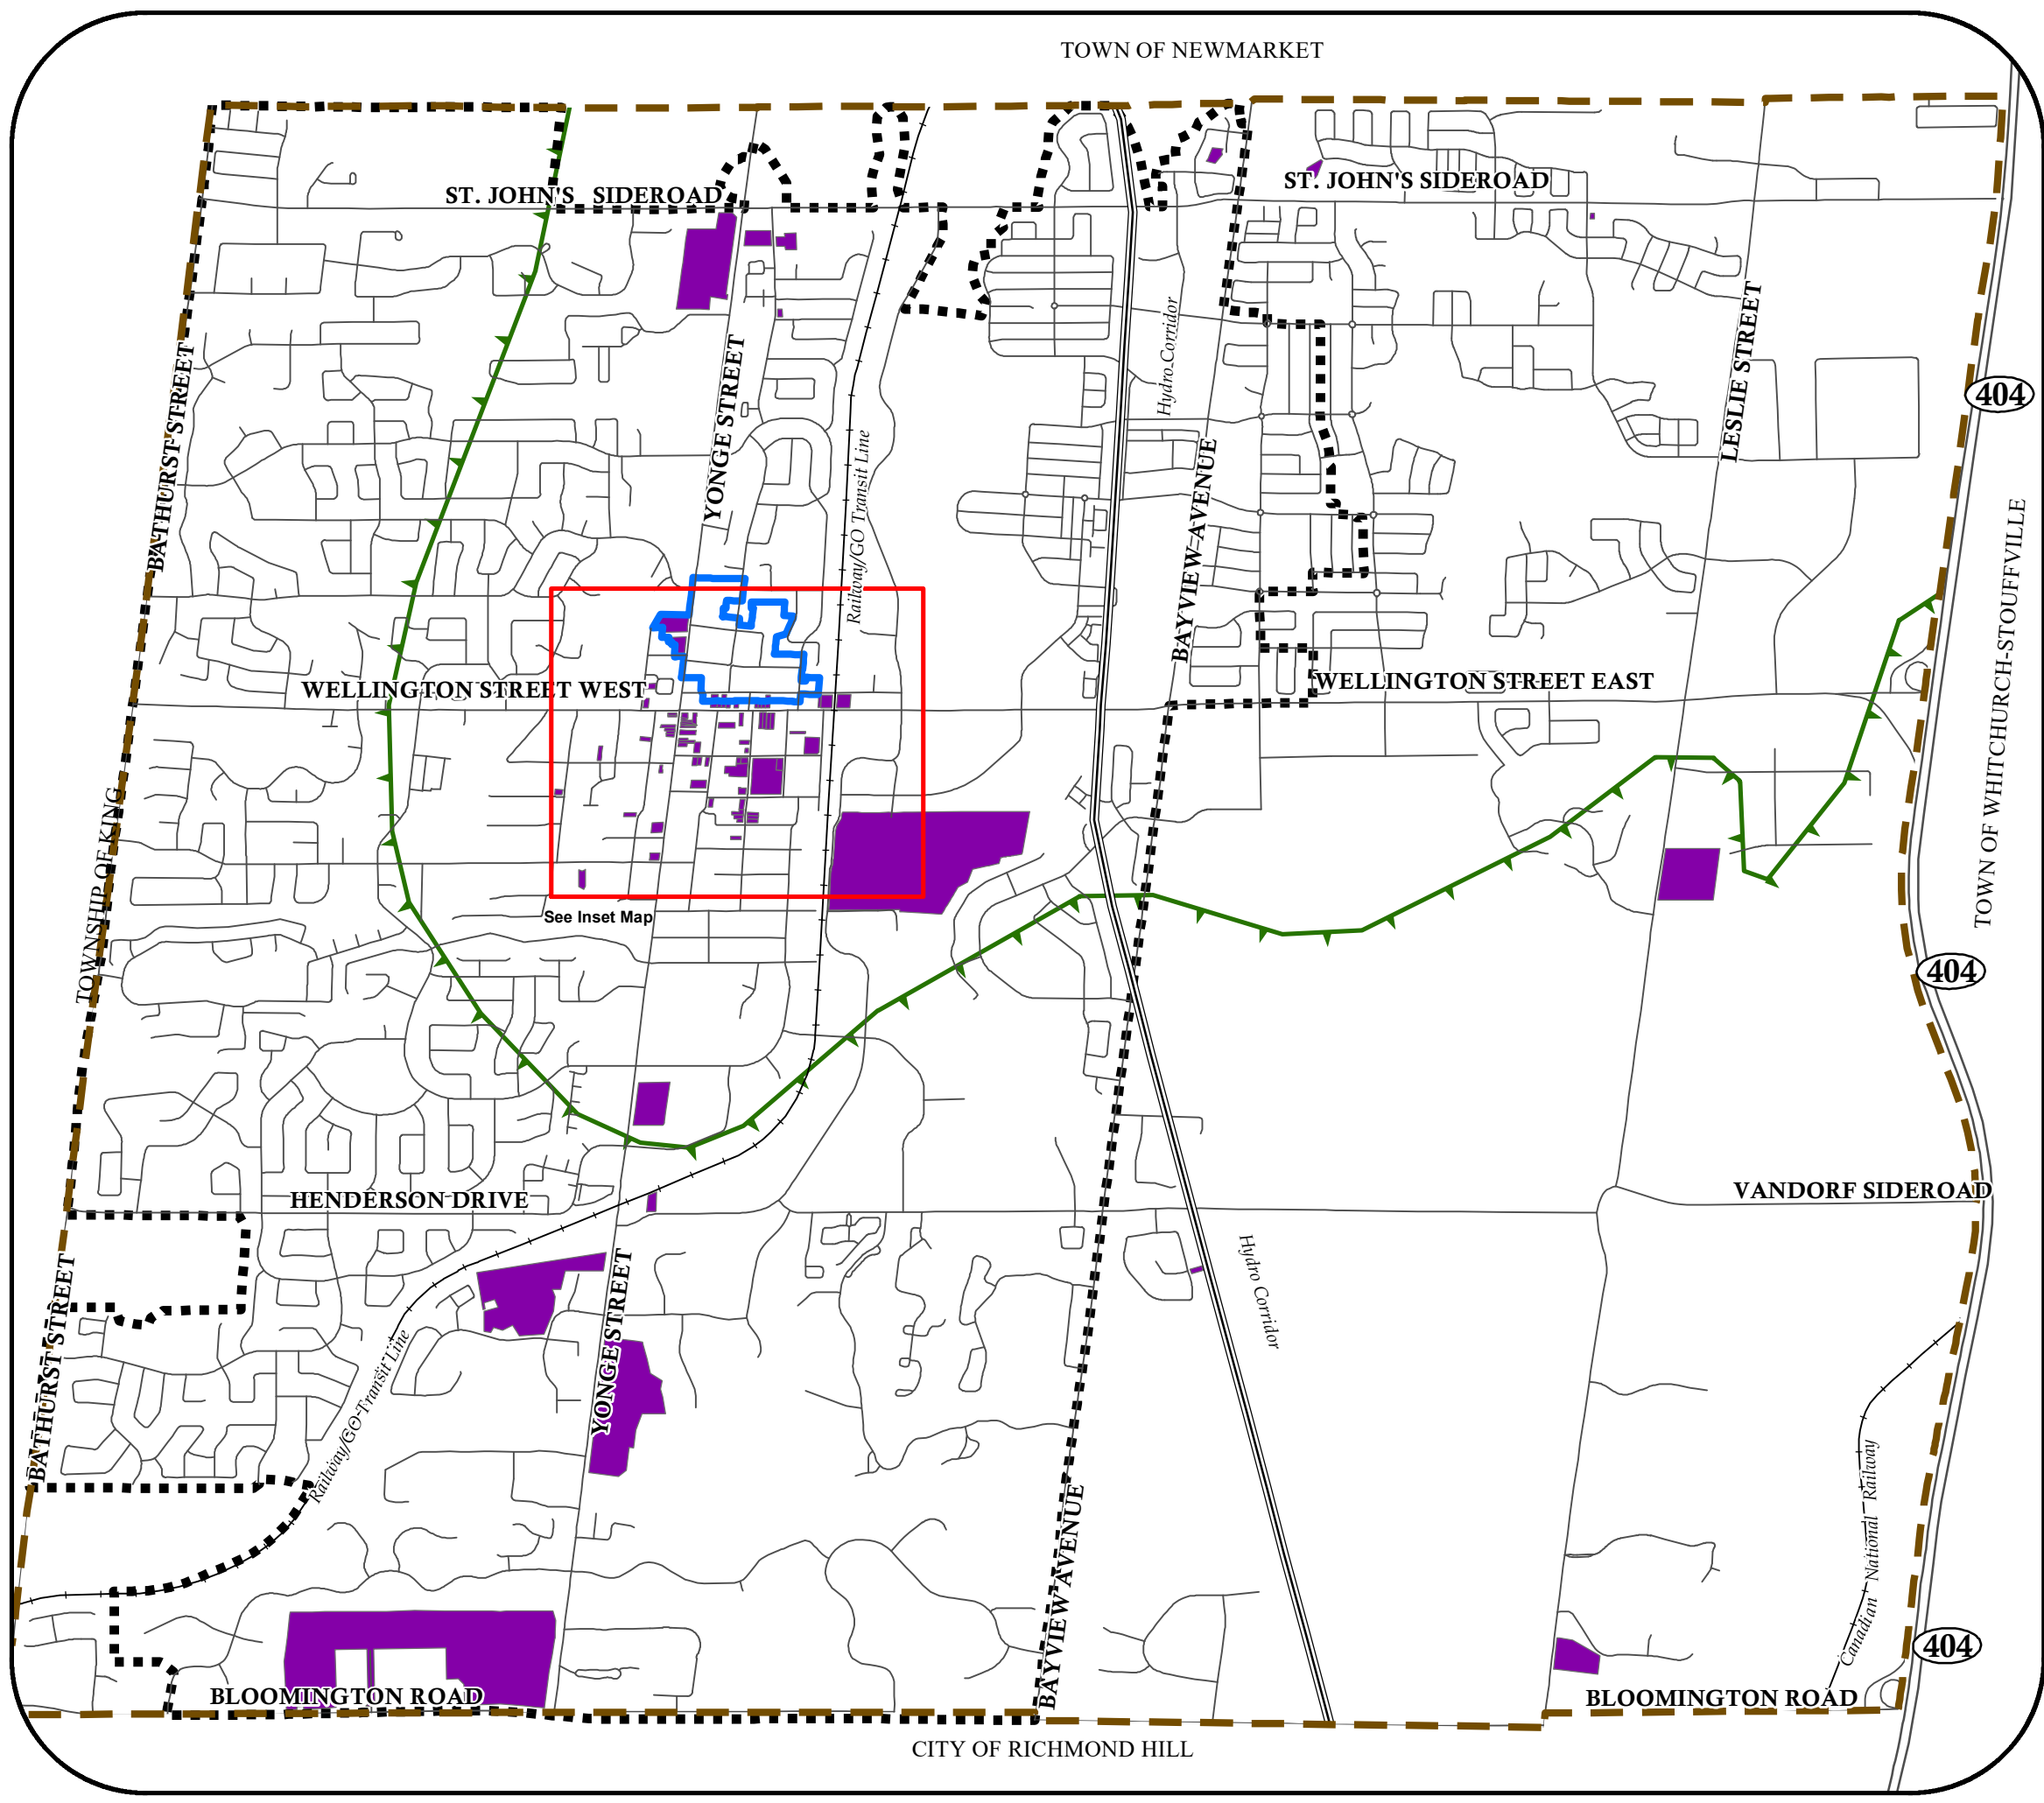 TOWN OF NEWMARKET
ST. JOHN'S SIDEROAD
ST. JOHN'S SIDEROAD
Hydro Corridor
LESLIE STREET
YONGE STREET
BATHURST STREET
404
Railway/GO Transit Line
BAYVIEW AVENUE
TOWN OF WHITCHURCH-STOUFFVILLE
WELLINGTON STREET WEST
WELLINGTON STREET EAST
TOWNSHIP OF KING
See Inset Map
404
HENDERSON DRIVE
VANDORF SIDEROAD
Hydro Corridor
BATHURST STREET
YONGE STREET
Railway/GO Transit Line
BAYVIEW AVENUE
Canadian National Railway
404
BLOOMINGTON ROAD
BLOOMINGTON ROAD
CITY OF RICHMOND HILL